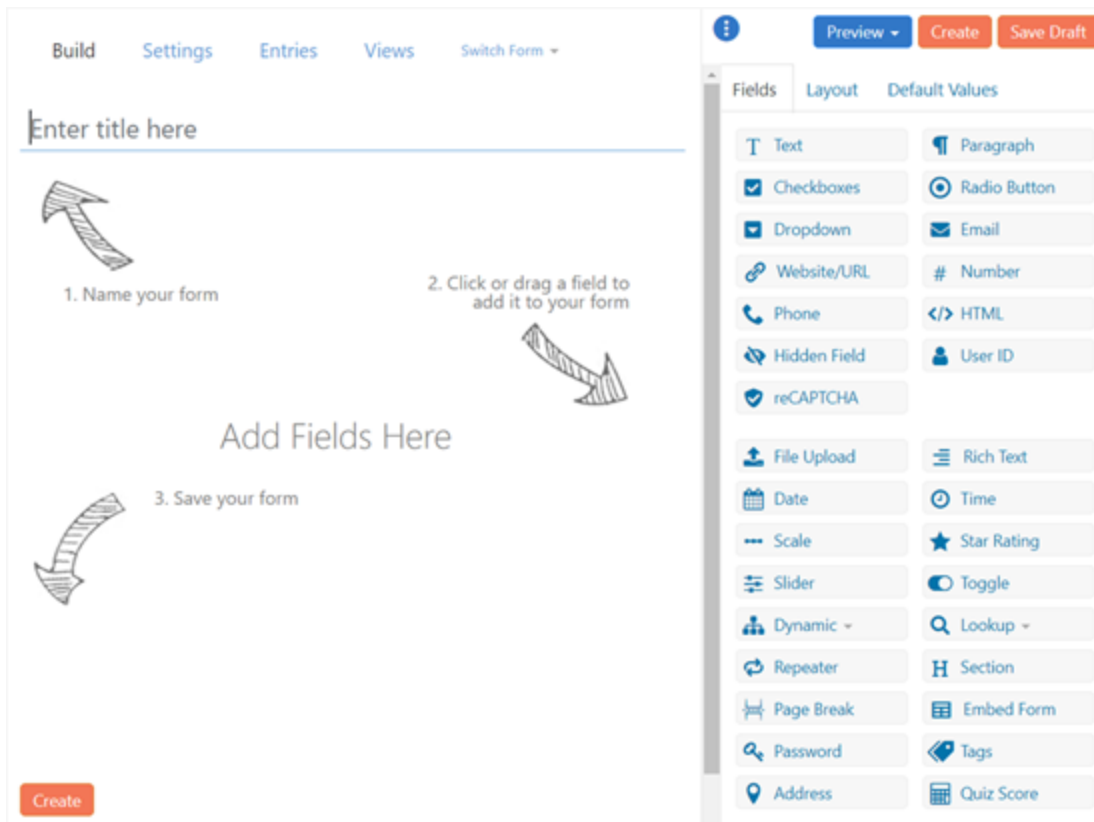 Build Settings Entries Views Switch Form
Preview Create Save Draft
Fields Layout Default Values
Enter title here
1. Name your form
2. Click or drag a field to
add it to your form
Add Fields Here
3. Save your form
Create
Text Paragraph
Checkboxes Radio Button
Dropdown Email
Website/URL # Number
Phone </> HTML
Hidden Field User ID
reCAPTCHA
File Upload Rich Text
Date Time
Scale Star Rating
Slider Toggle
Dynamic Lookup
Repeater H Section
Page Break Embed Form
Password Tags
Address Quiz Score